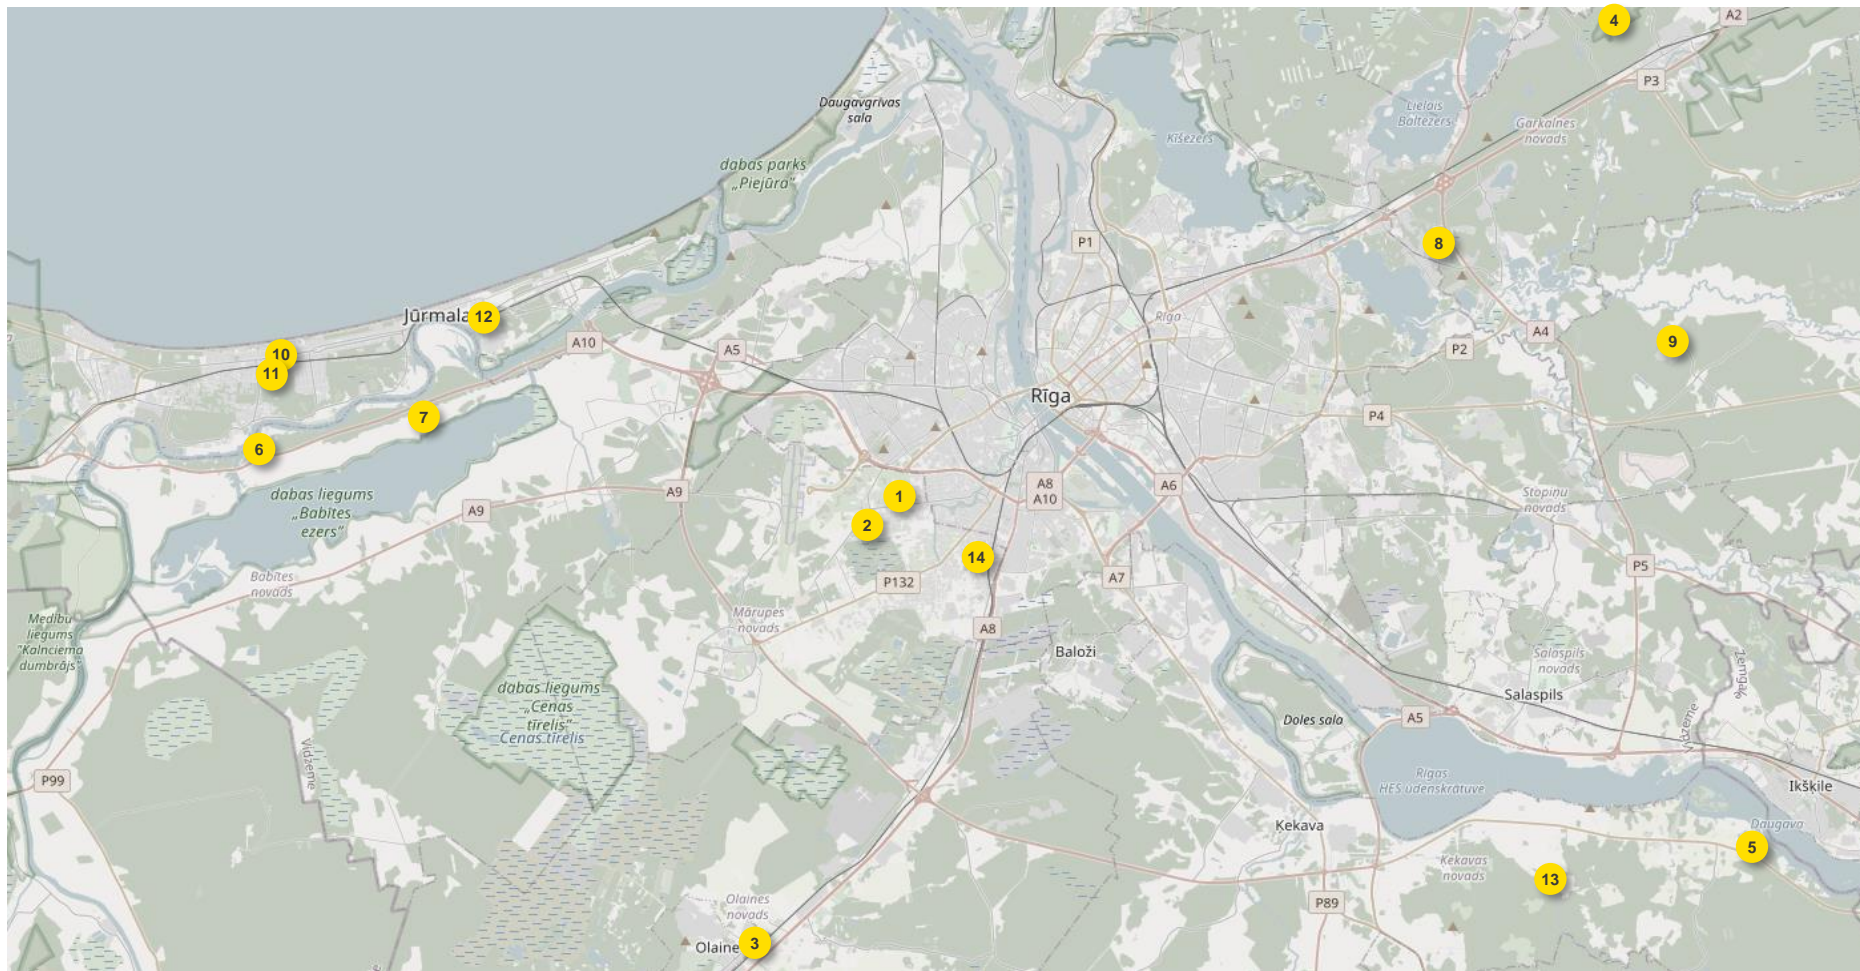 4
A2
P3
Daugavgrīvas
sala
Lielais
Baltezers
Garkalnes
novads
Ķīšezers
dabas parks
„Piejūra"
P1
8
Jūrmala
12
Rīga
A4
A10
A5
P2
9
10
11
Rīga
7
P4
6
dabas liegums
„Babītes
ezers"
A9
A9
A8
A10
A6
1
Stopiņu
novads
2
14
P132
A7
P5
Babītes
novads
Mārupes
novads
Medību
liegums
"Kalnciema
dumbrājs"
A8
Baloži
Salaspils
novads
Zemgale
dabas liegums
„Cenas
tīrelis"
Cenas tīrelis
Salaspils
Doles sala
A5
Vidzeme
Vidzeme
P99
Rīgas
HES ūdenskrātuve
Ikšķile
Ķekava
Daugava
5
Ķekavas
novads
13
Olaines
novads
P89
Olaine
3